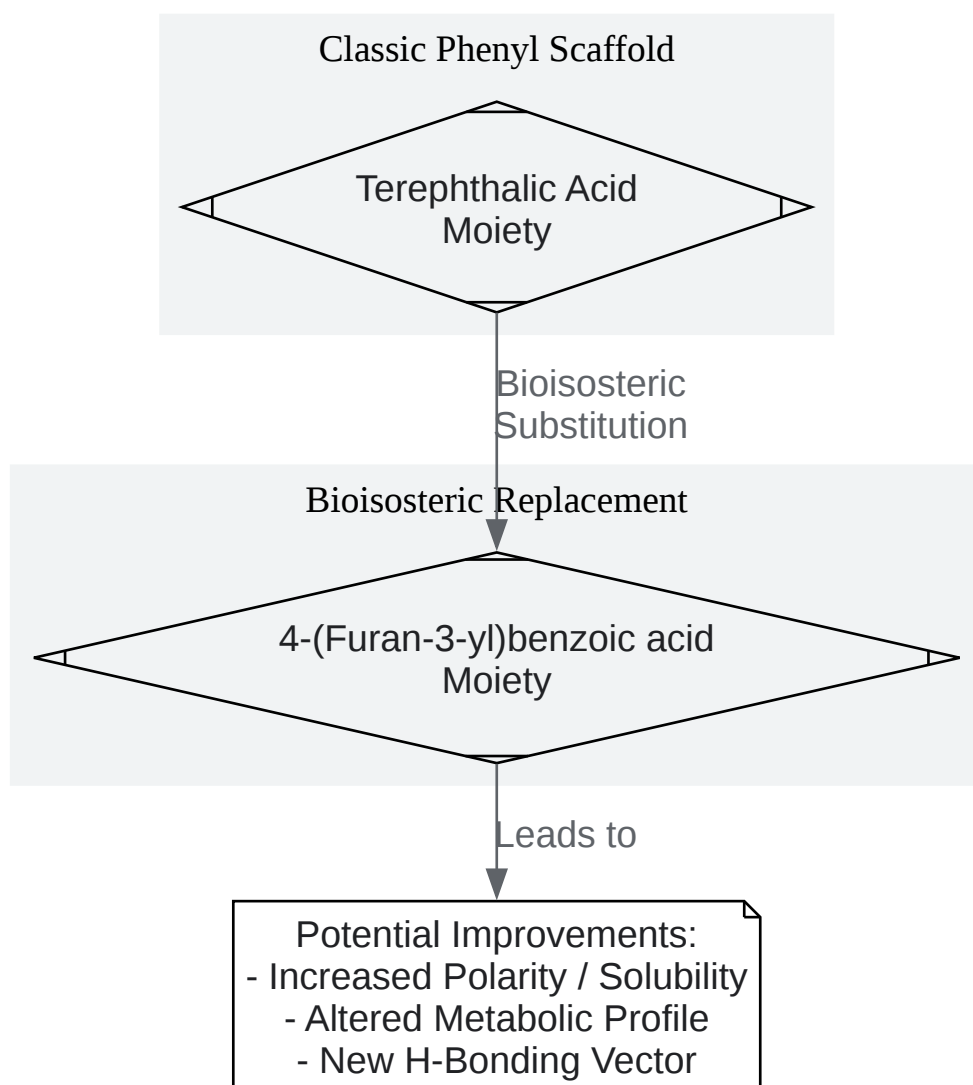 Classic Phenyl Scaffold
Terephthalic Acid
Moiety
Bioisosteric
Substitution
Bioisosteric Replacement
4-(Furan-3-yl)benzoic acid
Moiety
Leads to
Potential Improvements:
- Increased Polarity / Solubility
- Altered Metabolic Profile
- New H-Bonding Vector